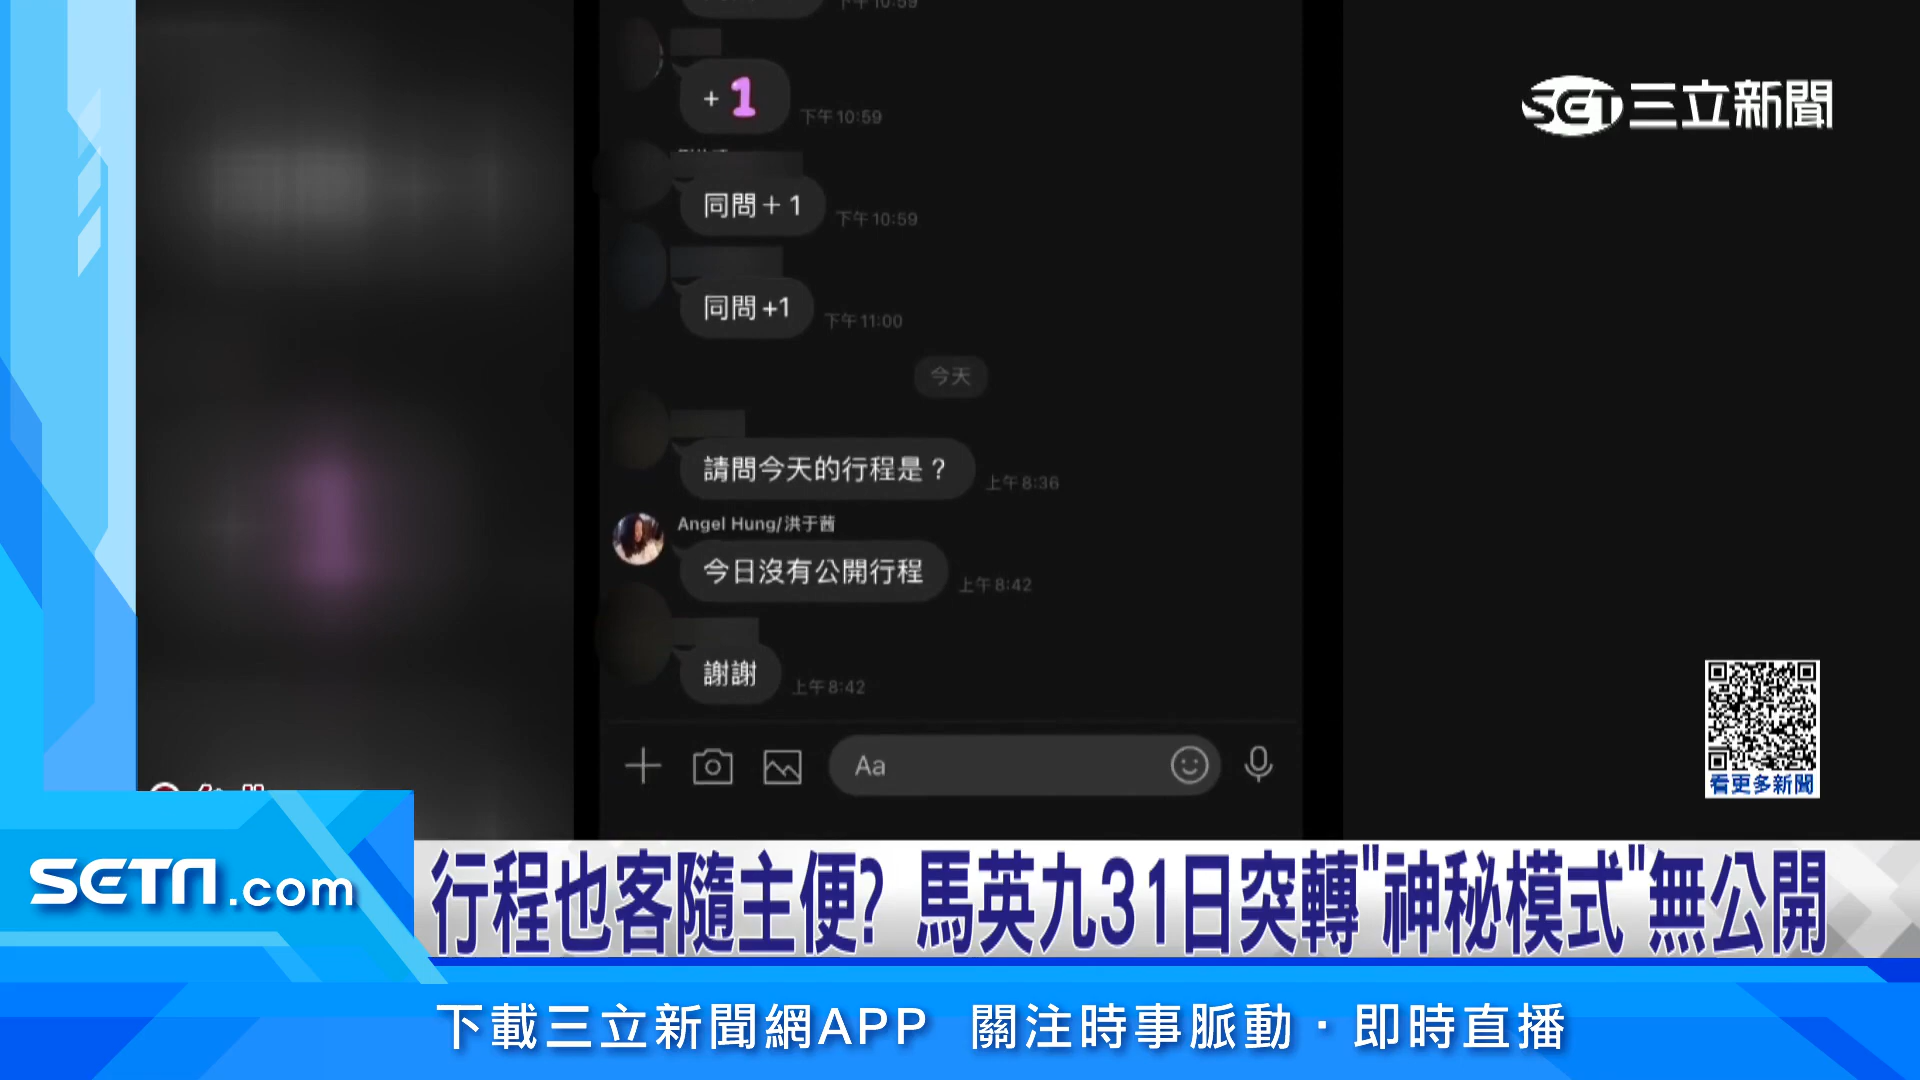 下午10:59
SET三立新聞
+ 1
下午10:59
同問＋1
下午10:59
同問+1
下午11:00
今天
請問今天的行程是？
上午8:36
Angel Hung/洪于茜
今日沒有公開行程
上午8:42
謝謝
上午8:42
Aa
看更多新聞
SETN.com
行程也客隨主便? 馬英九31日突轉"神秘模式"無公開
下載三立新聞網APP 關注時事脈動・即時直播